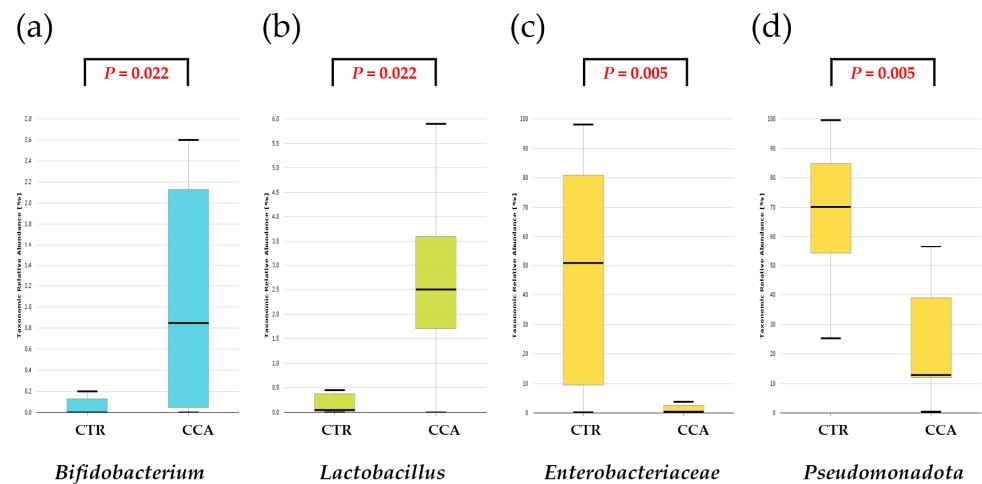 (a)
(b)
(c)
(d)
P = 0.022
P = 0.022
P = 0.005
P = 0.005
Taxonomic Relative Abundance [%]
2.8
2.6
2.4
2.2
2.0
1.8
1.6
1.4
1.2
1.0
0.8
0.6
0.4
0.2
0.0
CTR
CCA
Bifidobacterium
Taxonomic Relative Abundance [%]
6.0
5.5
5.0
4.5
4.0
3.5
3.0
2.5
2.0
1.5
1.0
0.5
0.0
CTR
CCA
Lactobacillus
Taxonomic Relative Abundance [%]
100
90
80
70
60
50
40
30
20
10
0
CTR
CCA
Enterobacteriaceae
Taxonomic Relative Abundance [%]
100
90
80
70
60
50
40
30
20
10
0
CTR
CCA
Pseudomonadota